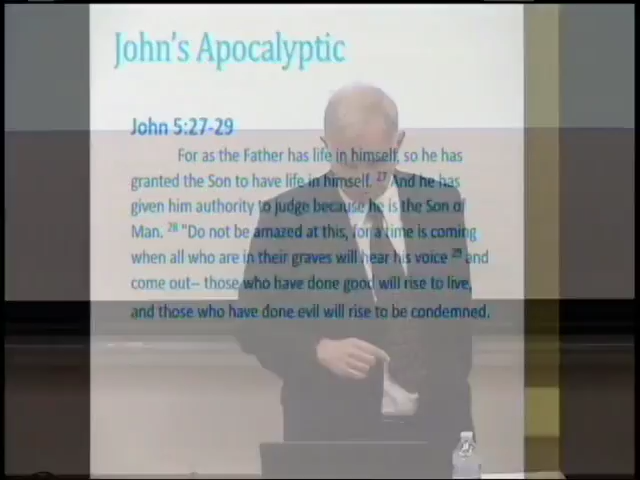 John's Apocalyptic
John 5:27-29
For as the Father has life in himself, so he has
granted the Son to have life in himself. 27 And he has
given him authority to judge because he is the Son of
Man. 28 "Do not be amazed at this, for a time is coming
when all who are in their graves will hear his voice 29 and
come out– those who have done good will rise to live,
and those who have done evil will rise to be condemned.